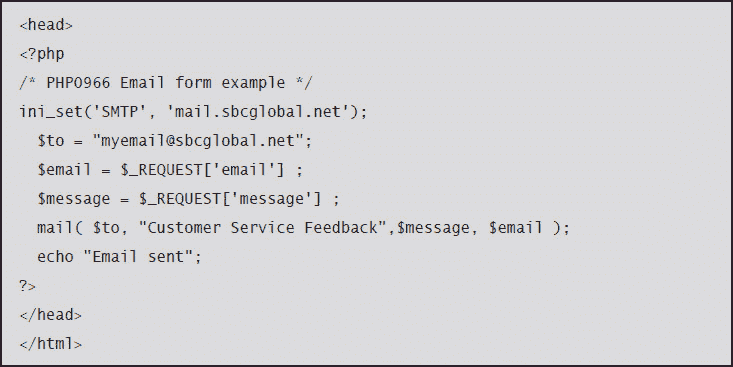 <head>
<?php
/* PHP0966 Email form example */
ini_set('SMTP', 'mail.sbcglobal.net');
$to = "myemail@sbcglobal.net";
$email = $_REQUEST['email'] ;
$message = $_REQUEST['message'] ;
mail( $to, "Customer Service Feedback",$message, $email );
echo "Email sent";
?>
</head>
</html>